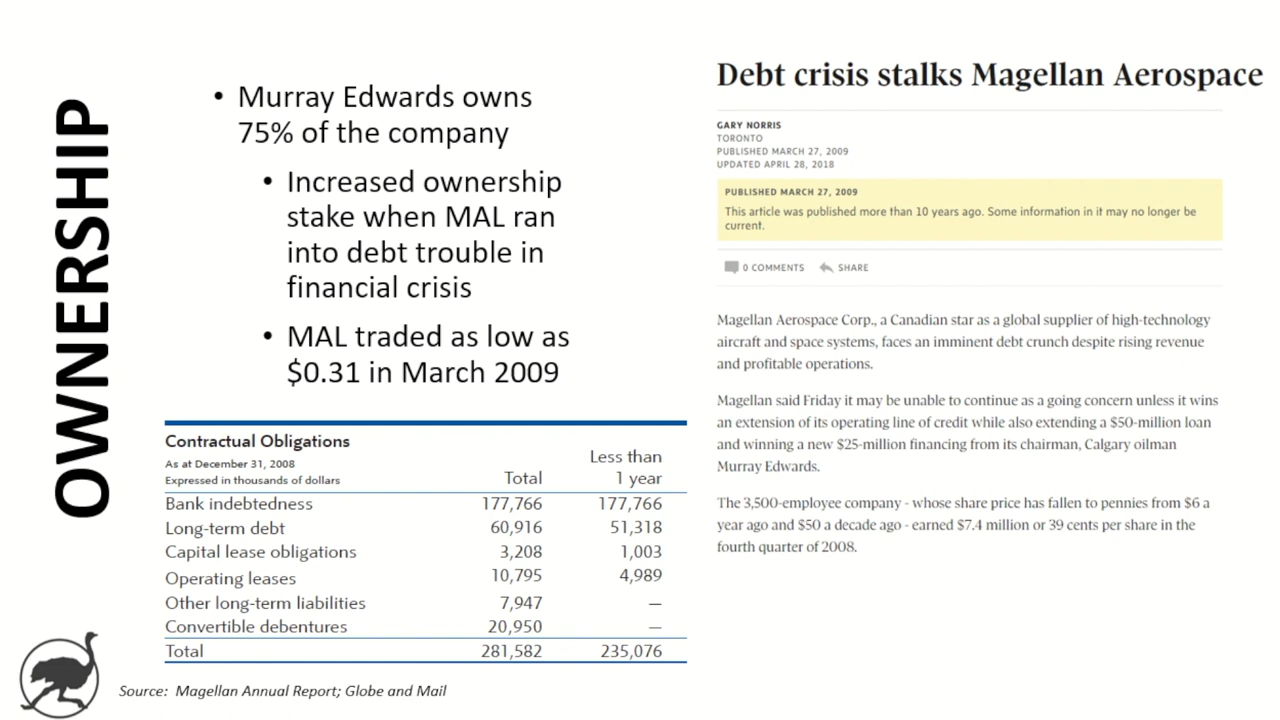 OWNERSHIP
• Murray Edwards owns
75% of the company
• Increased ownership
stake when MAL ran
into debt trouble in
financial crisis
• MAL traded as low as
$0.31 in March 2009
Contractual Obligations
As at December 31, 2008
Expressed in thousands of dollars
Total
Less than
1 year
Bank indebtedness 177,766 177,766
Long-term debt 60,916 51,318
Capital lease obligations 3,208 1,003
Operating leases 10,795 4,989
Other long-term liabilities 7,947 —
Convertible debentures 20,950 —
Total 281,582 235,076
Source: Magellan Annual Report; Globe and Mail
Debt crisis stalks Magellan Aerospace
GARY NORRIS
TORONTO
PUBLISHED MARCH 27, 2009
UPDATED APRIL 28, 2018
PUBLISHED MARCH 27, 2009
This article was published more than 10 years ago. Some information in it may no longer be
current.
0 COMMENTS SHARE
Magellan Aerospace Corp., a Canadian star as a global supplier of high-technology
aircraft and space systems, faces an imminent debt crunch despite rising revenue
and profitable operations.
Magellan said Friday it may be unable to continue as a going concern unless it wins
an extension of its operating line of credit while also extending a $50-million loan
and winning a new $25-million financing from its chairman, Calgary oilman
Murray Edwards.
The 3,500-employee company - whose share price has fallen to pennies from $6 a
year ago and $50 a decade ago - earned $7.4 million or 39 cents per share in the
fourth quarter of 2008.